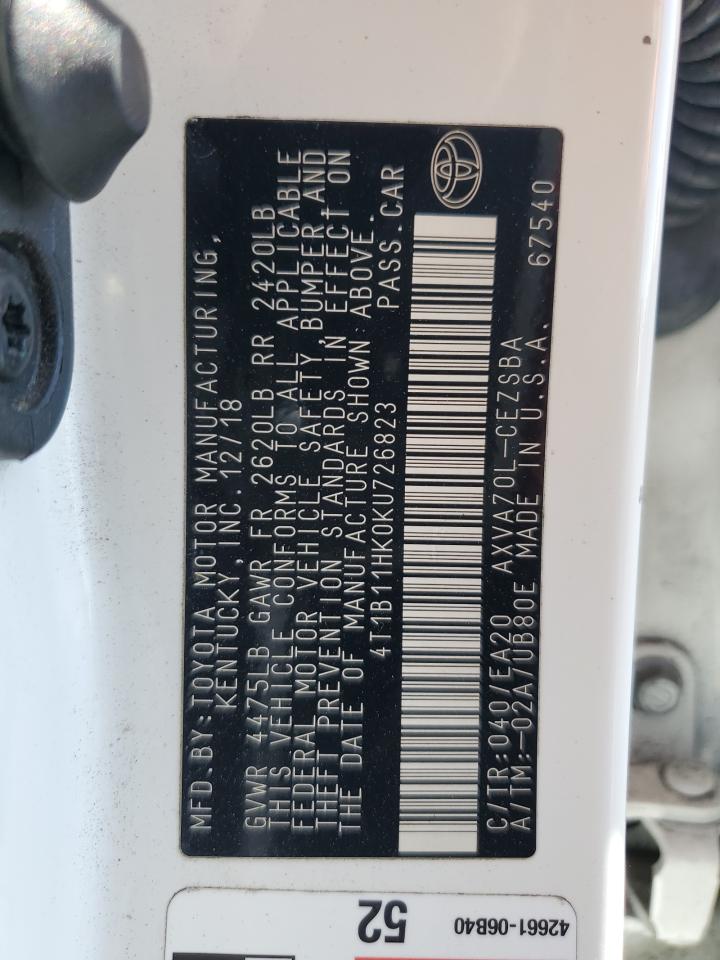 MFD.BY:TOYOTA MOTOR MANUFACTURING,
KENTUCKY,INC.12/18
GVWR 4475LB GAWR FR 2620LB RR 2420LB
THIS VEHICLE CONFORMS TO ALL APPLICABLE
FEDERAL MOTOR VEHICLE SAFETY,BUMPER,AND
THEFT PREVENTION STANDARDS IN EFFECT ON
THE DATE OF MANUFACTURE SHOWN ABOVE.
4T1B11HK0KU726823 PASS.CAR
C/TR:040/EA20 AXVA70L-CEZSBA
A/TM:-02A/UB80E MADE IN U.S.A. 67540
52
42661-06B40